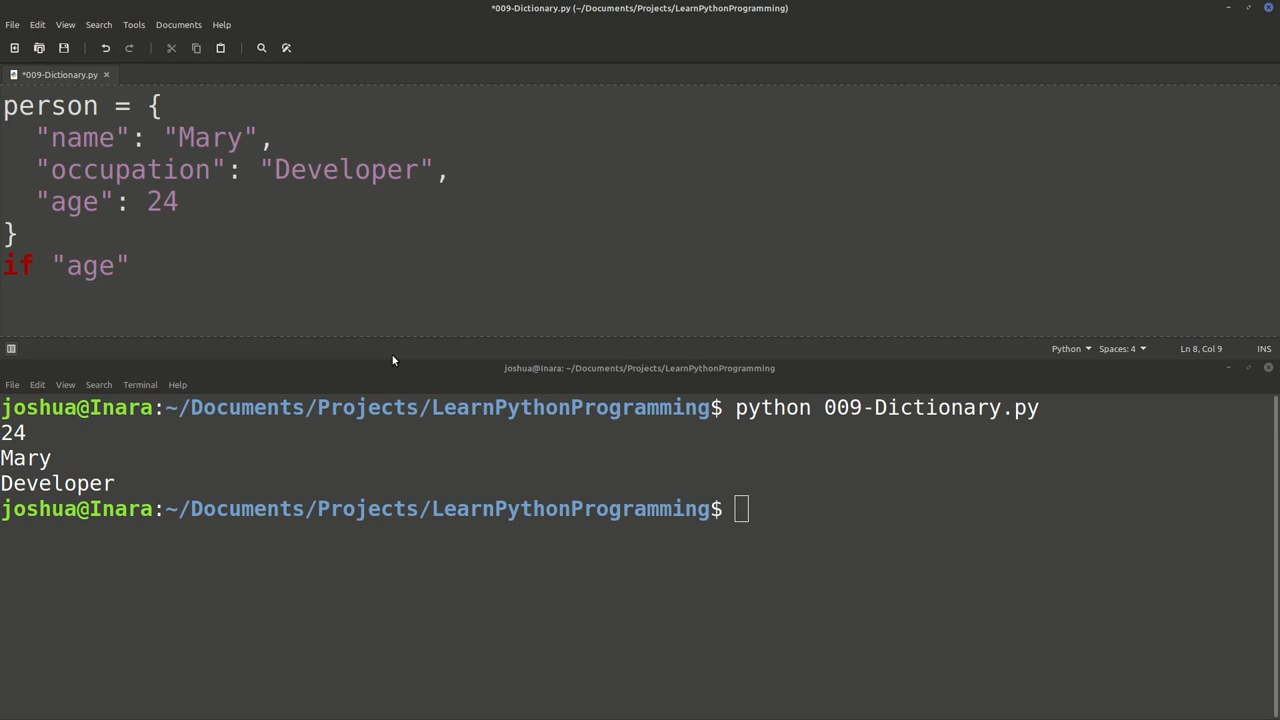 *009-Dictionary.py (~/Documents/Projects/LearnPythonProgramming)
File Edit View Search Tools Documents Help
*009-Dictionary.py
person = {
  "name": "Mary",
  "occupation": "Developer",
  "age": 24
}
if "age"
Python Spaces: 4 Ln 8, Col 9 INS
joshua@Inara: ~/Documents/Projects/LearnPythonProgramming
File Edit View Search Terminal Help
joshua@Inara:~/Documents/Projects/LearnPythonProgramming$ python 009-Dictionary.py
24
Mary
Developer
joshua@Inara:~/Documents/Projects/LearnPythonProgramming$